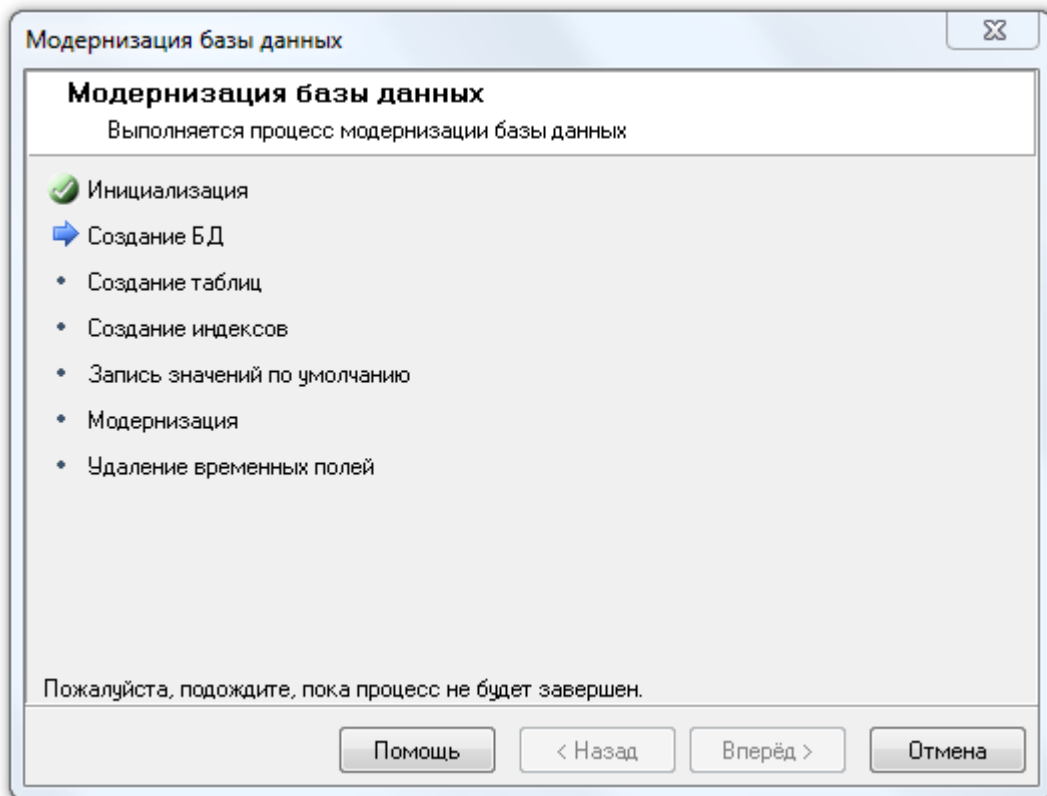 Модернизация базы данных
Модернизация базы данных
Выполняется процесс модернизации базы данных
Инициализация
Создание БД
Создание таблиц
Создание индексов
Запись значений по умолчанию
Модернизация
Удаление временных полей
Пожалуйста, подождите, пока процесс не будет завершен.
Помощь < Назад Вперёд > Отмена